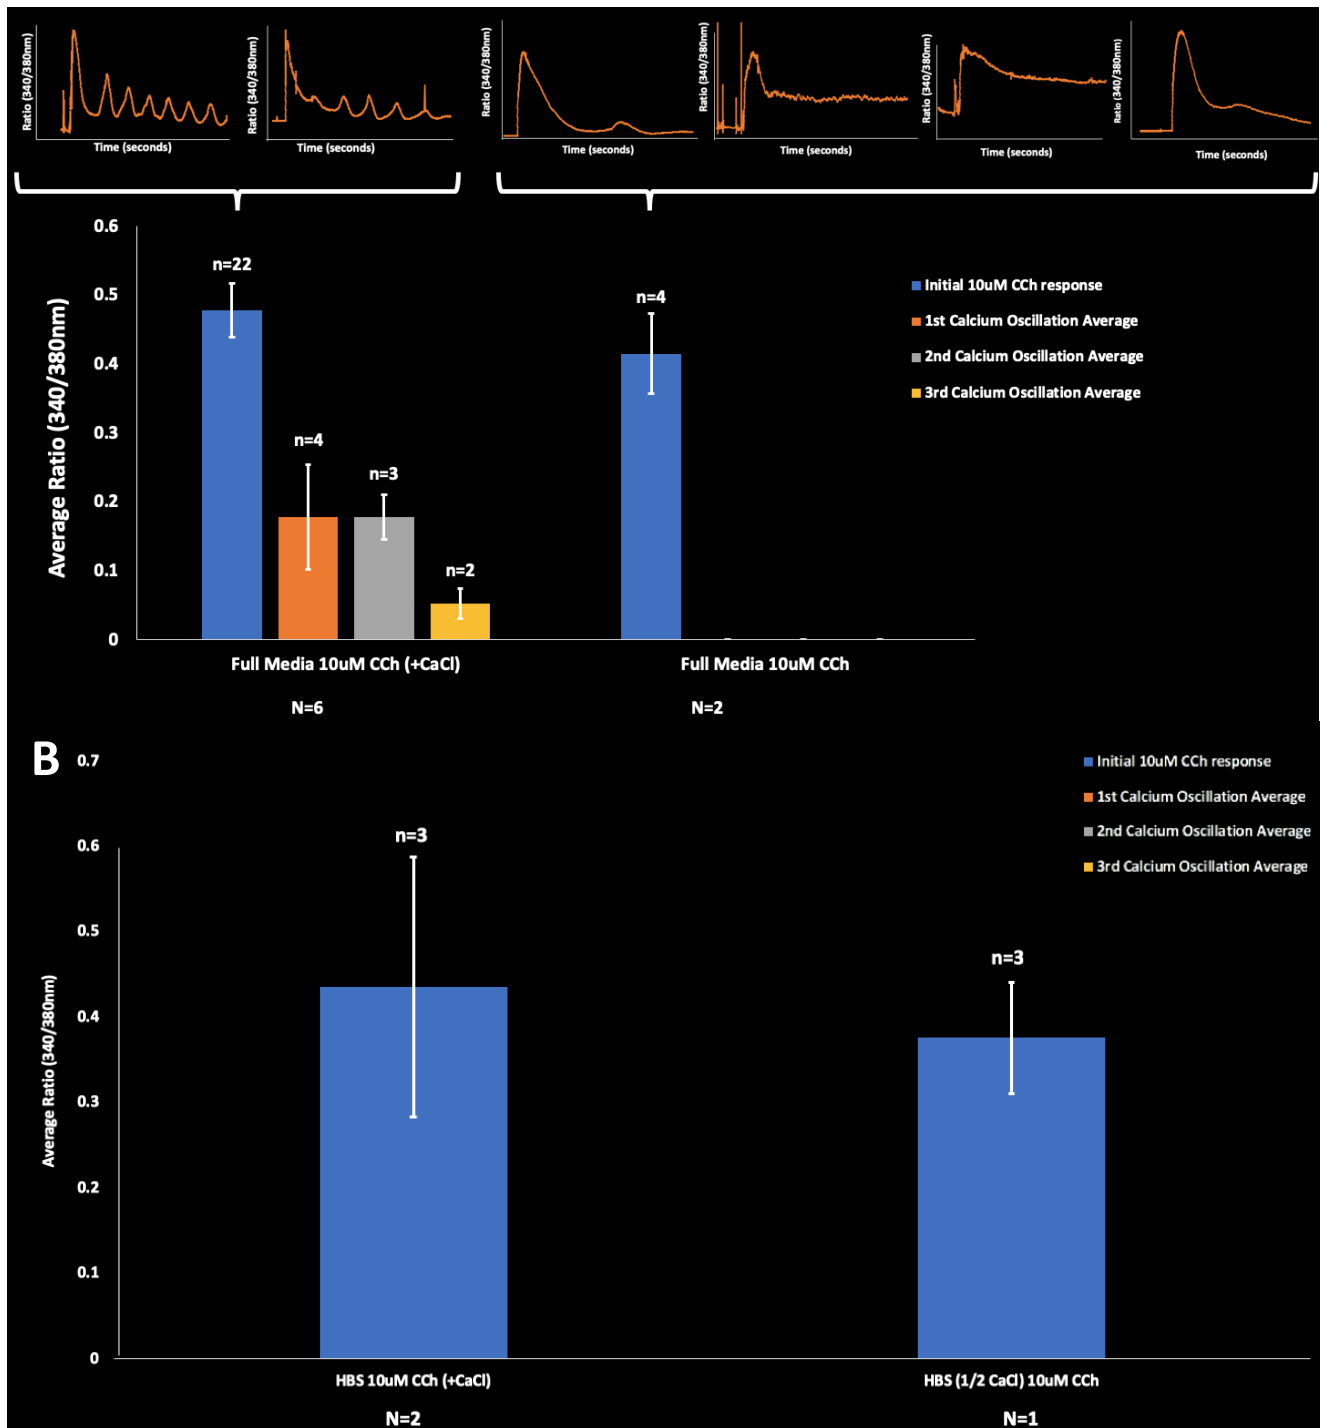 Ratio (340/380nm)
Time (seconds)
Ratio (340/380nm)
Time (seconds)
Ratio (340/380nm)
Time (seconds)
Ratio (340/380nm)
Time (seconds)
Ratio (340/380nm)
Time (seconds)
Ratio (340/380nm)
Time (seconds)
Average Ratio (340/380nm)
0.6
0.5
0.4
0.3
0.2
0.1
0
n=22
n=4
n=3
n=2
n=4
Initial 10uM CCh response
1st Calcium Oscillation Average
2nd Calcium Oscillation Average
3rd Calcium Oscillation Average
Full Media 10uM CCh (+CaCl)
Full Media 10uM CCh
N=6
N=2
B
Average Ratio (340/380nm)
0.7
0.6
0.5
0.4
0.3
0.2
0.1
0
n=3
n=3
Initial 10uM CCh response
1st Calcium Oscillation Average
2nd Calcium Oscillation Average
3rd Calcium Oscillation Average
HBS 10uM CCh (+CaCl)
HBS (1/2 CaCl) 10uM CCh
N=2
N=1